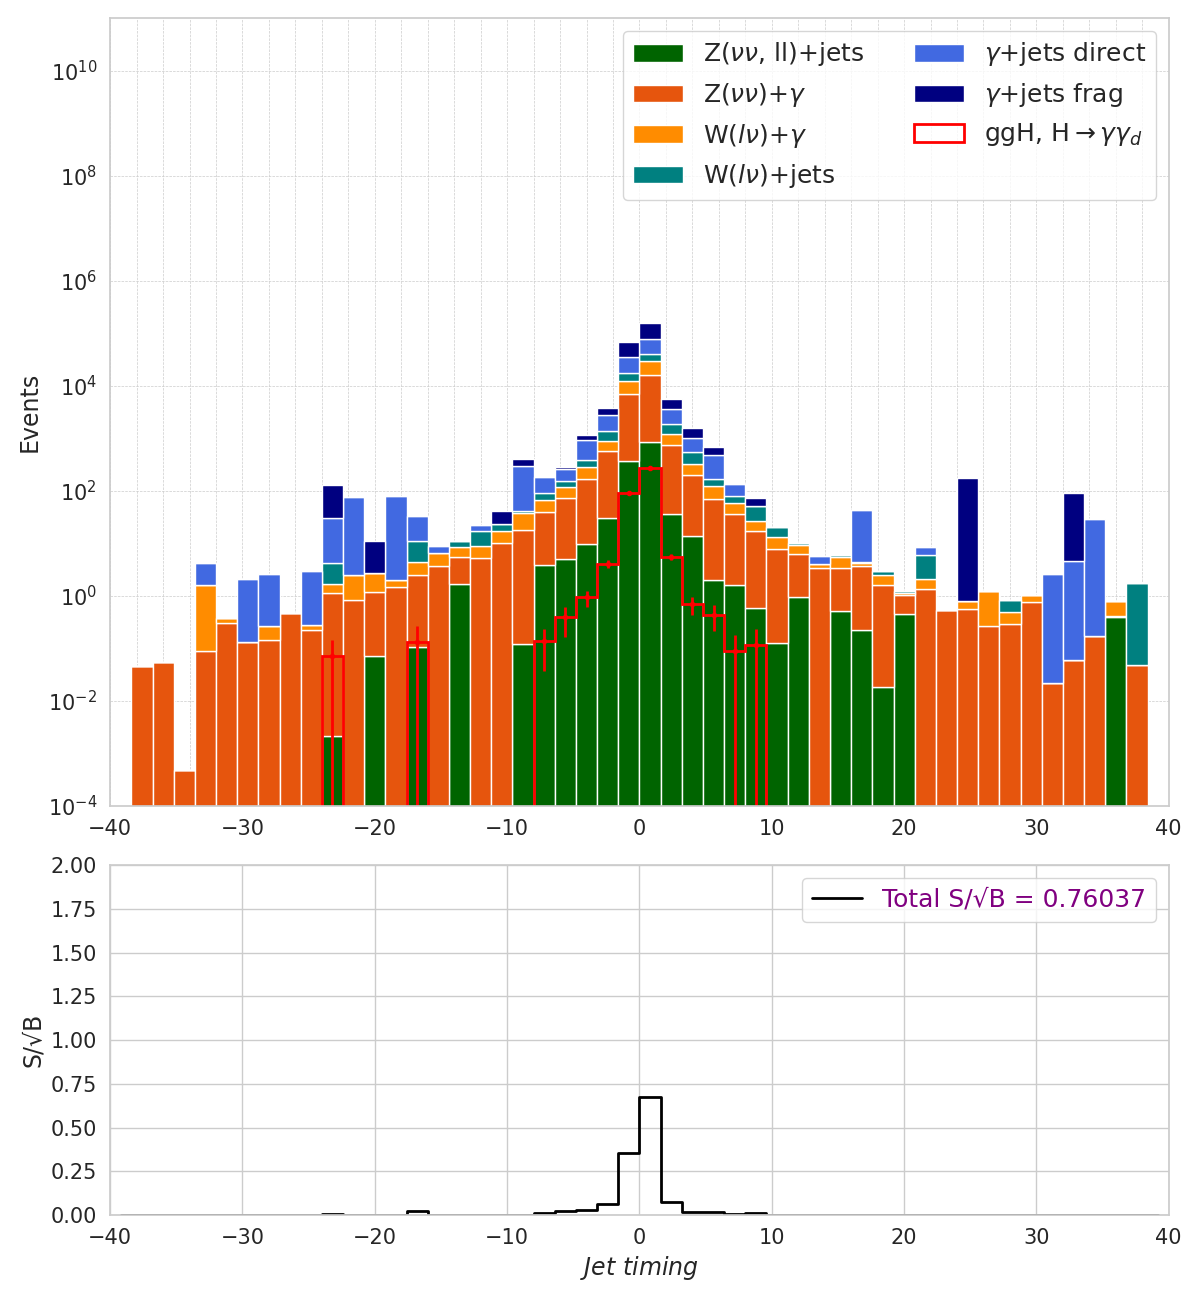 Z(νν, ll)+jets
Z(νν)+γ
W(lν)+γ
W(lν)+jets
γ+jets direct
γ+jets frag
ggH, H→γγ_d
Events
10^10
10^8
10^6
10^4
10^2
10^0
10^−2
10^−4
−40 −30 −20 −10 0 10 20 30 40
Total S/√B = 0.76037
S/√B
2.00
1.75
1.50
1.25
1.00
0.75
0.50
0.25
0.00
−40 −30 −20 −10 0 10 20 30 40
Jet timing